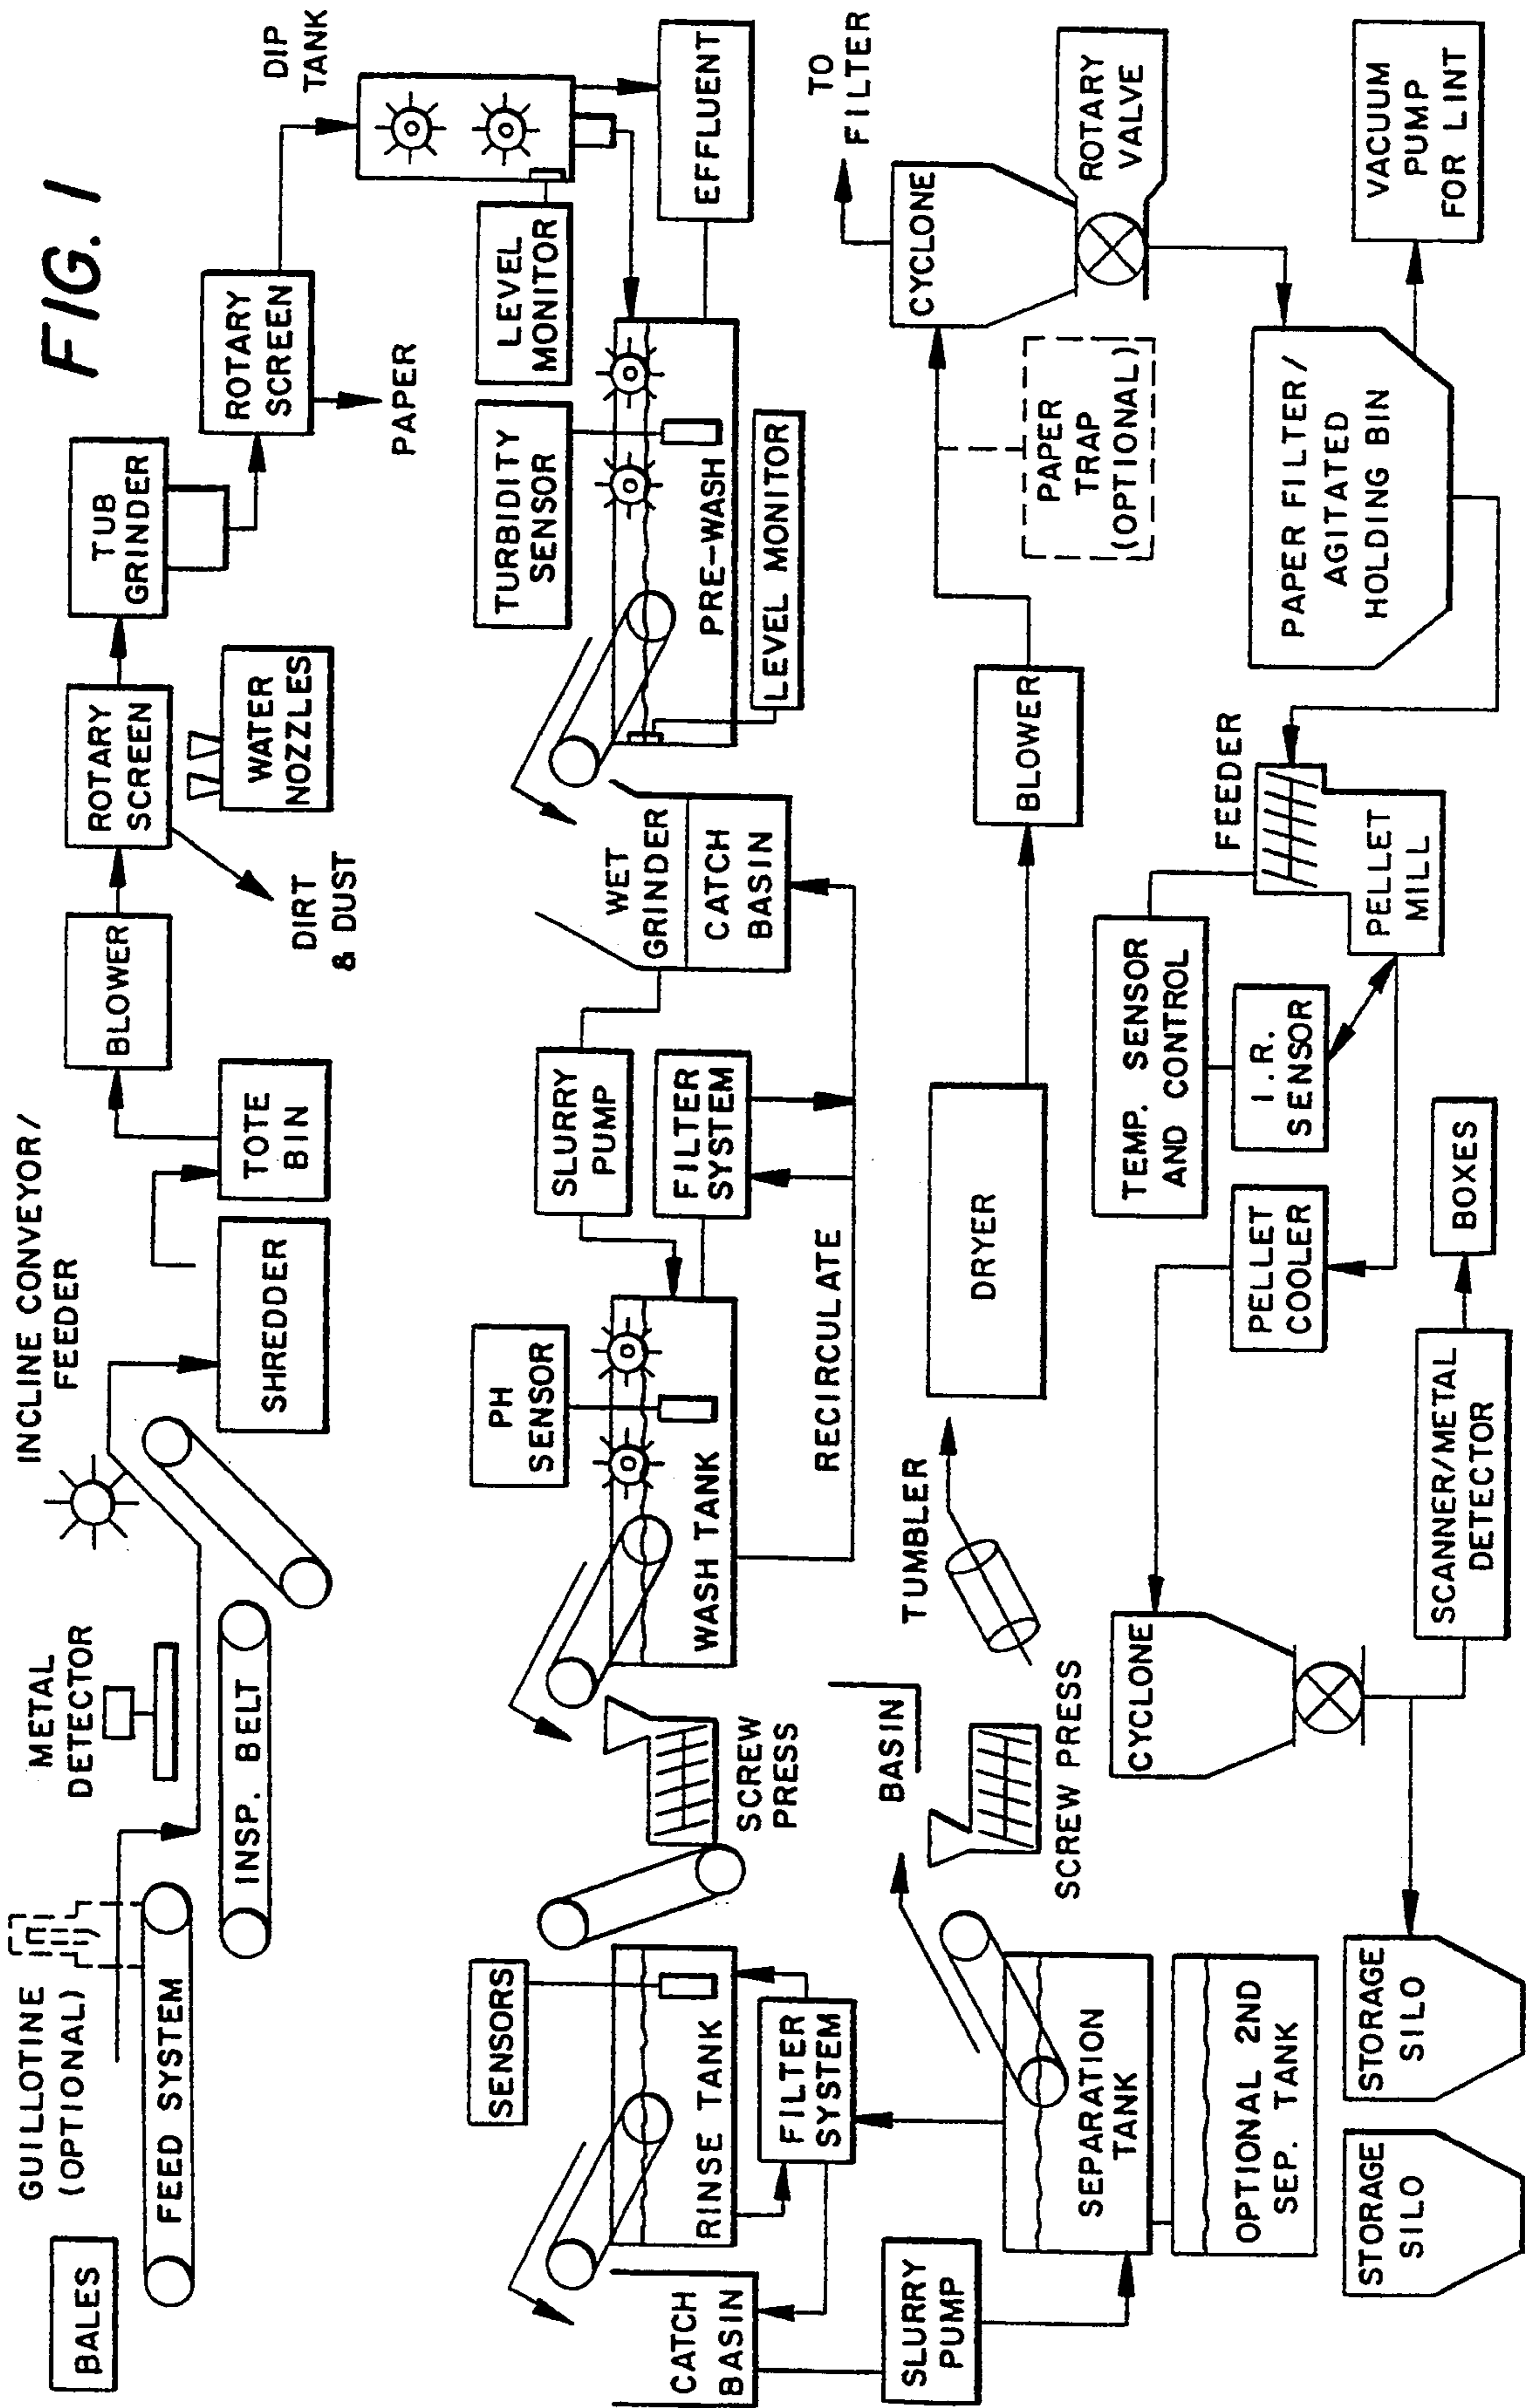 FIG. 1
BALES
GUILLOTINE
(OPTIONAL)
FEED SYSTEM
METAL
DETECTOR
INSP. BELT
INCLINE CONVEYOR/
FEEDER
SHREDDER
TOTE
BIN
BLOWER
ROTARY
SCREEN
DIRT
& DUST
WATER
NOZZLES
TUB
GRINDER
ROTARY
SCREEN
PAPER
DIP
TANK
LEVEL
MONITOR
EFFLUENT
TURBIDITY
SENSOR
PRE-WASH
LEVEL MONITOR
WET
GRINDER
CATCH
BASIN
SLURRY
PUMP
FILTER
SYSTEM
RECIRCULATE
PH
SENSOR
WASH TANK
SCREW
PRESS
SENSORS
RINSE TANK
FILTER
SYSTEM
CATCH
BASIN
SLURRY
PUMP
SEPARATION
TANK
OPTIONAL 2ND
SEP. TANK
BASIN
SCREW PRESS
TUMBLER
DRYER
BLOWER
PAPER
TRAP
(OPTIONAL)
CYCLONE
TO
FILTER
ROTARY
VALVE
PAPER FILTER/
AGITATED
HOLDING BIN
VACUUM
PUMP
FOR LINT
FEEDER
PELLET
MILL
TEMP. SENSOR
AND CONTROL
I.R.
SENSOR
PELLET
COOLER
CYCLONE
SCANNER/METAL
DETECTOR
BOXES
STORAGE
SILO
STORAGE
SILO